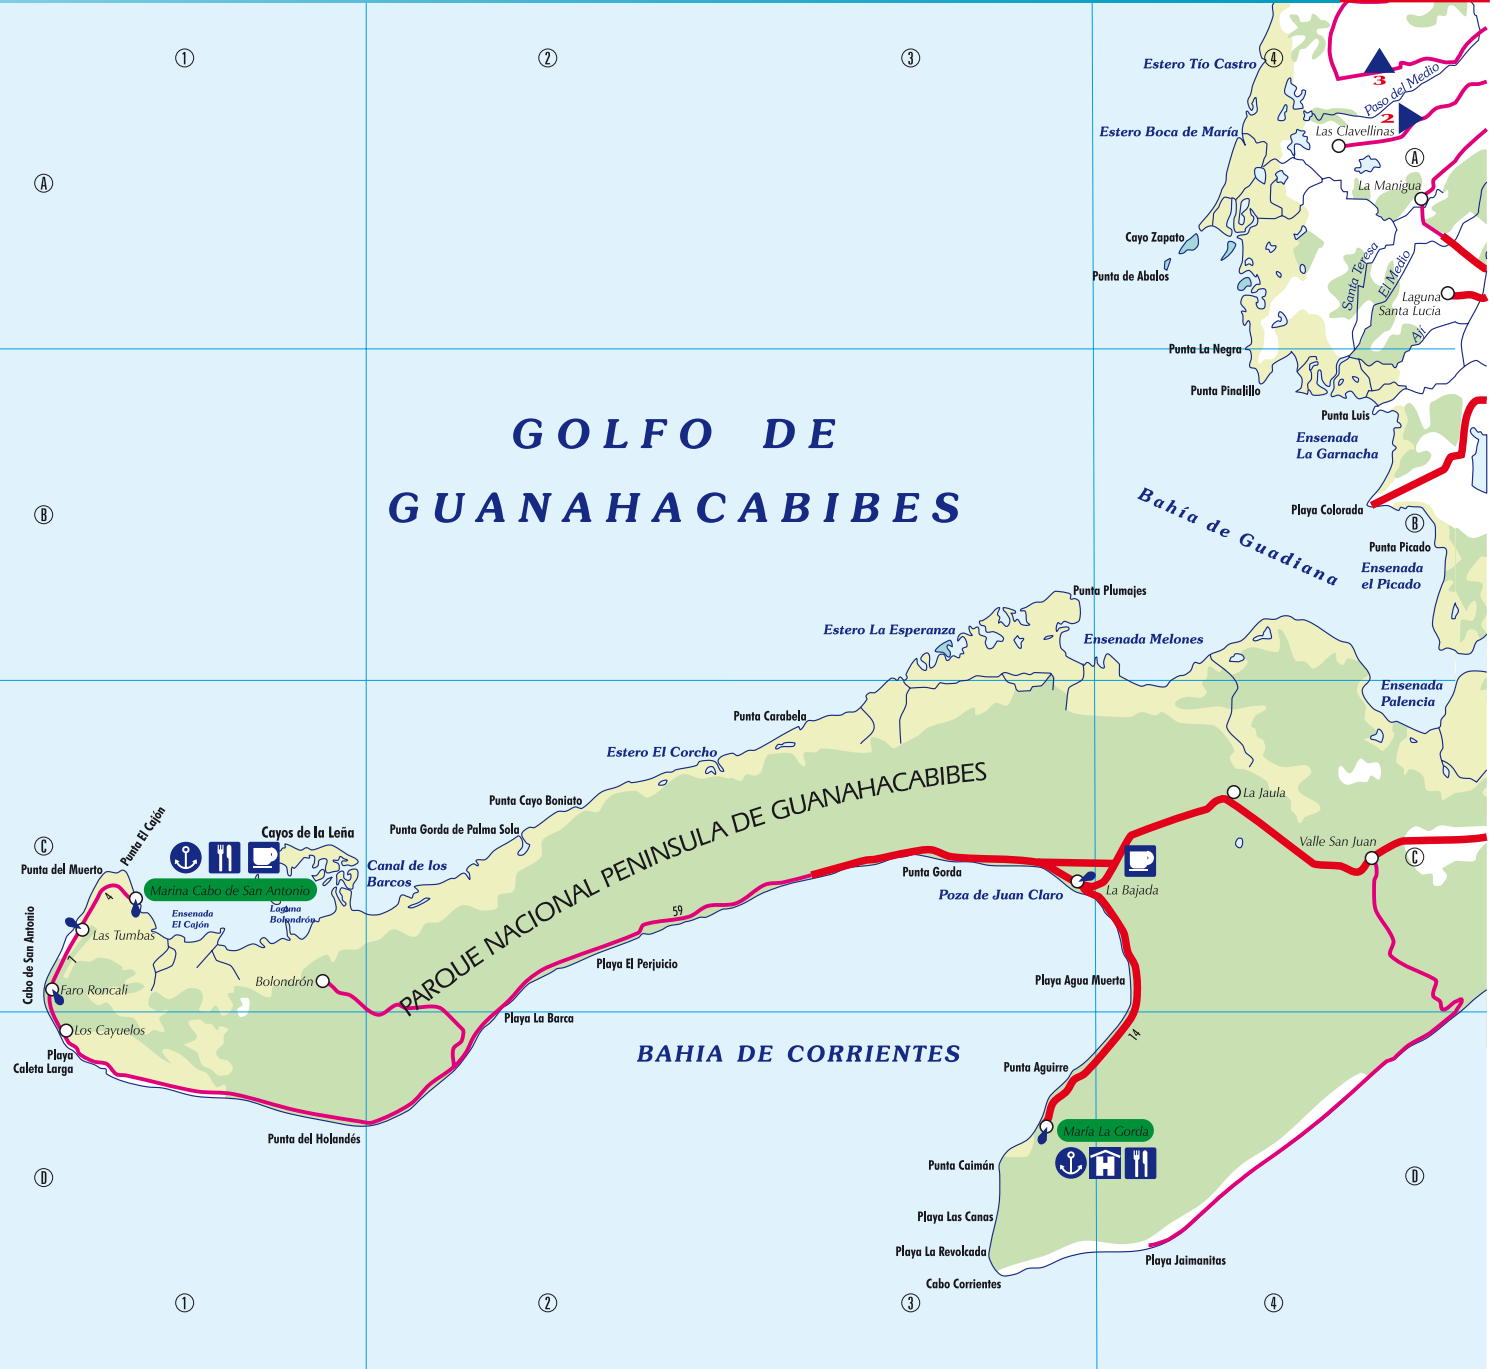 1
2
3
4
Estero Tío Castro
3
Paso del Medio
2
Estero Boca de María
Las Clavellinas
A
A
La Manigua
Cayo Zapato
Punta de Abalos
Santa Teresa
El Medio
Laguna
Santa Lucia
Ají
Punta La Negra
Punta Pinalillo
Punta Luis
Ensenada
La Garnacha
GOLFO DE
GUANAHACABIBES
B
Bahía de Guadiana
Playa Colorada
B
Punta Picado
Ensenada
el Picado
Punta Plumajes
Estero La Esperanza
Ensenada Melones
Ensenada
Palencia
Punta Carabela
Estero El Corcho
PARQUE NACIONAL PENINSULA DE GUANAHACABIBES
Punta Cayo Boniato
La Jaula
Punta Gorda de Palma Sola
Cayos de la Leña
Punta El Cajón
C
Valle San Juan
C
Punta del Muerto
Canal de los
Barcos
Punta Gorda
Marina Cabo de San Antonio
4
Poza de Juan Claro
La Bajada
Ensenada
El Cajón
Laguna
Bolondrón
59
Las Tumbas
Cabo de San Antonio
1
Playa El Perjuicio
Bolondrón
Playa Agua Muerta
Faro Roncali
Playa La Barca
Los Cayuelos
14
Playa
Caleta Larga
BAHIA DE CORRIENTES
Punta Aguirre
Punta del Holandés
María La Gorda
H
Punta Caimán
D
D
Playa Las Canas
Playa La Revolcada
Playa Jaimanitas
Cabo Corrientes
1
2
3
4